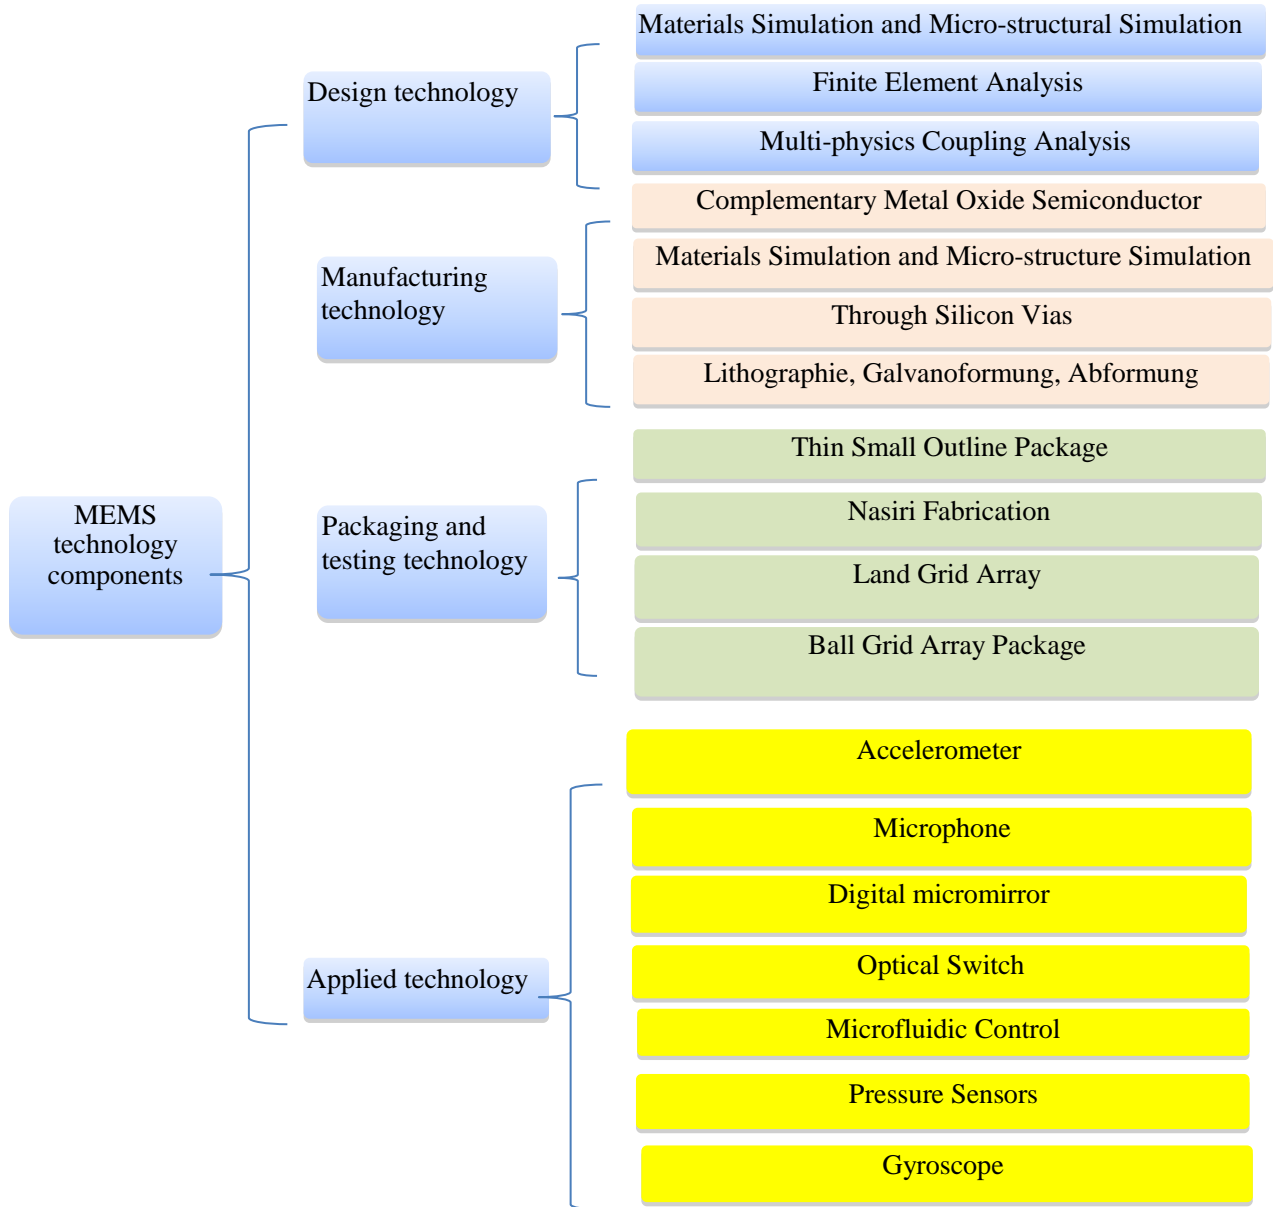 MEMS
technology
components
Design technology
Materials Simulation and Micro-structural Simulation
Finite Element Analysis
Multi-physics Coupling Analysis
Manufacturing
technology
Complementary Metal Oxide Semiconductor
Materials Simulation and Micro-structure Simulation
Through Silicon Vias
Lithographie, Galvanoformung, Abformung
Packaging and
testing technology
Thin Small Outline Package
Nasiri Fabrication
Land Grid Array
Ball Grid Array Package
Applied technology
Accelerometer
Microphone
Digital micromirror
Optical Switch
Microfluidic Control
Pressure Sensors
Gyroscope